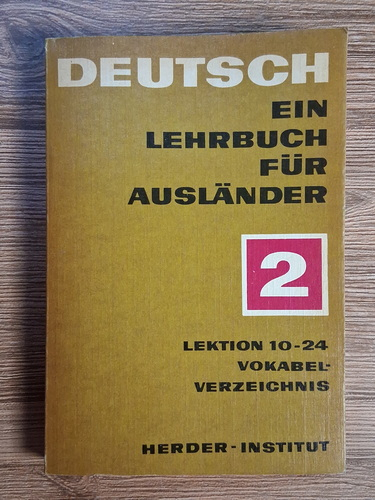 DEUTSCH
EIN
LEHRBUCH
FÜR
AUSLÄNDER
2
LEKTION 10-24
VOKABEL-
VERZEICHNIS
HERDER-INSTITUT